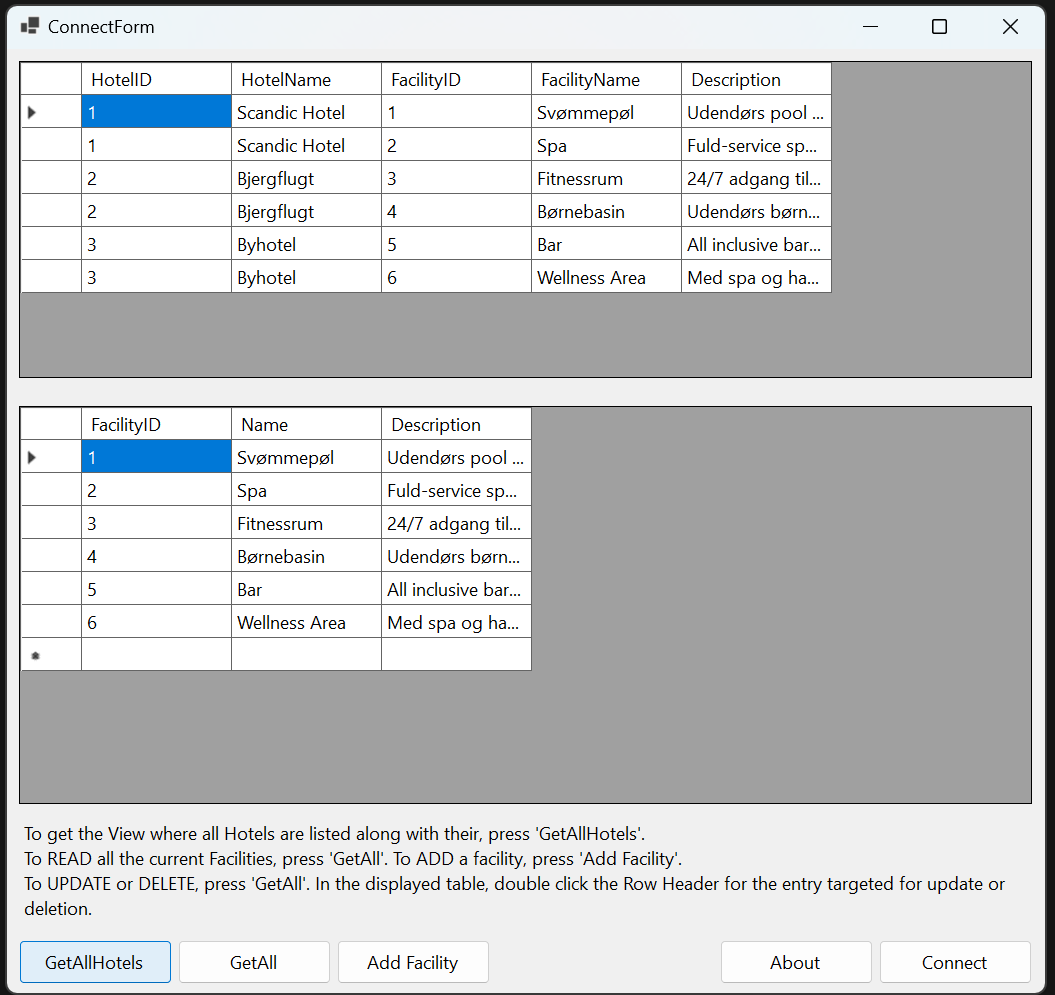 ConnectForm
HotelID HotelName FacilityID FacilityName Description
1 Scandic Hotel 1 Svømmepøl Udendørs pool ...
1 Scandic Hotel 2 Spa Fuld-service sp...
2 Bjergflugt 3 Fitnessrum 24/7 adgang til...
2 Bjergflugt 4 Børnebasin Udendørs børn...
3 Byhotel 5 Bar All inclusive bar...
3 Byhotel 6 Wellness Area Med spa og ha...
FacilityID Name Description
1 Svømmepøl Udendørs pool ...
2 Spa Fuld-service sp...
3 Fitnessrum 24/7 adgang til...
4 Børnebasin Udendørs børn...
5 Bar All inclusive bar...
6 Wellness Area Med spa og ha...
To get the View where all Hotels are listed along with their, press 'GetAllHotels'.
To READ all the current Facilities, press 'GetAll'. To ADD a facility, press 'Add Facility'.
To UPDATE or DELETE, press 'GetAll'. In the displayed table, double click the Row Header for the entry targeted for update or
deletion.
GetAllHotels GetAll Add Facility About Connect